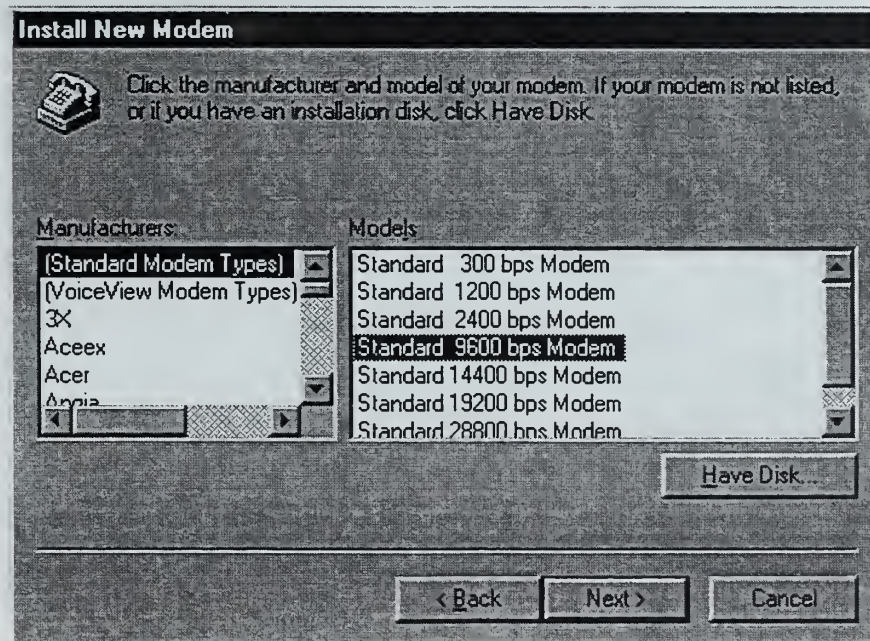 Install New Modem
Click the manufacturer and model of your modem. If your modem is not listed,
or if you have an installation disk, click Have Disk.
Manufacturers:
Models
(Standard Modem Types)
(VoiceView Modem Types)
3X
Aceex
Acer
Angia
Standard 300 bps Modem
Standard 1200 bps Modem
Standard 2400 bps Modem
Standard 9600 bps Modem
Standard 14400 bps Modem
Standard 19200 bps Modem
Standard 28800 bps Modem
Have Disk...
< Back
Next >
Cancel